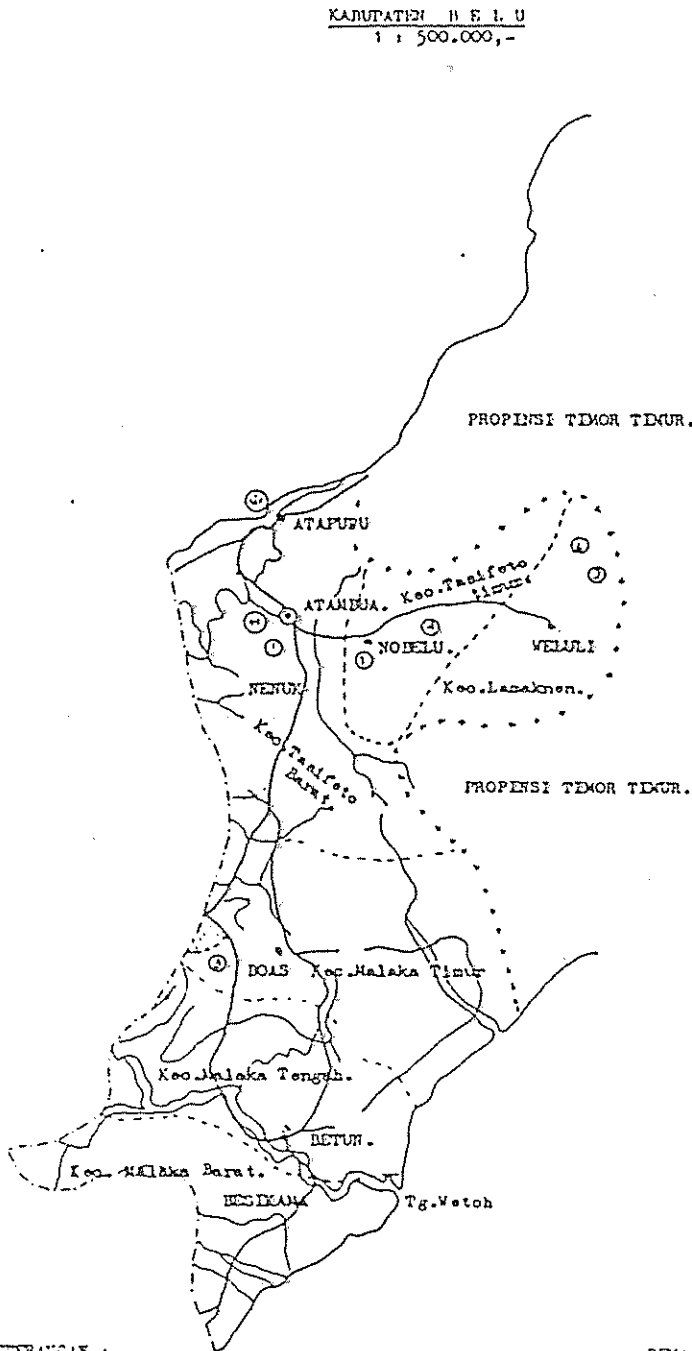 KABUPATEN B E L U
1 : 500.000,-
PROPINSI TIMOR TIMUR.
ATAPUPU
Kec.Tasifeto
timur.
ATAMBUA.
NOBELU.
WELULI
NENUK
Kec.Lamaknen.
Kec.Tasifeto
Barat.
PROPINSI TIMOR TIMUR.
BOAS
Kec.Malaka Timur
Kec.Malaka Tengah.
BETUN.
Kec. Malaka Barat.
BESIKAMA
Tg.Wetoh